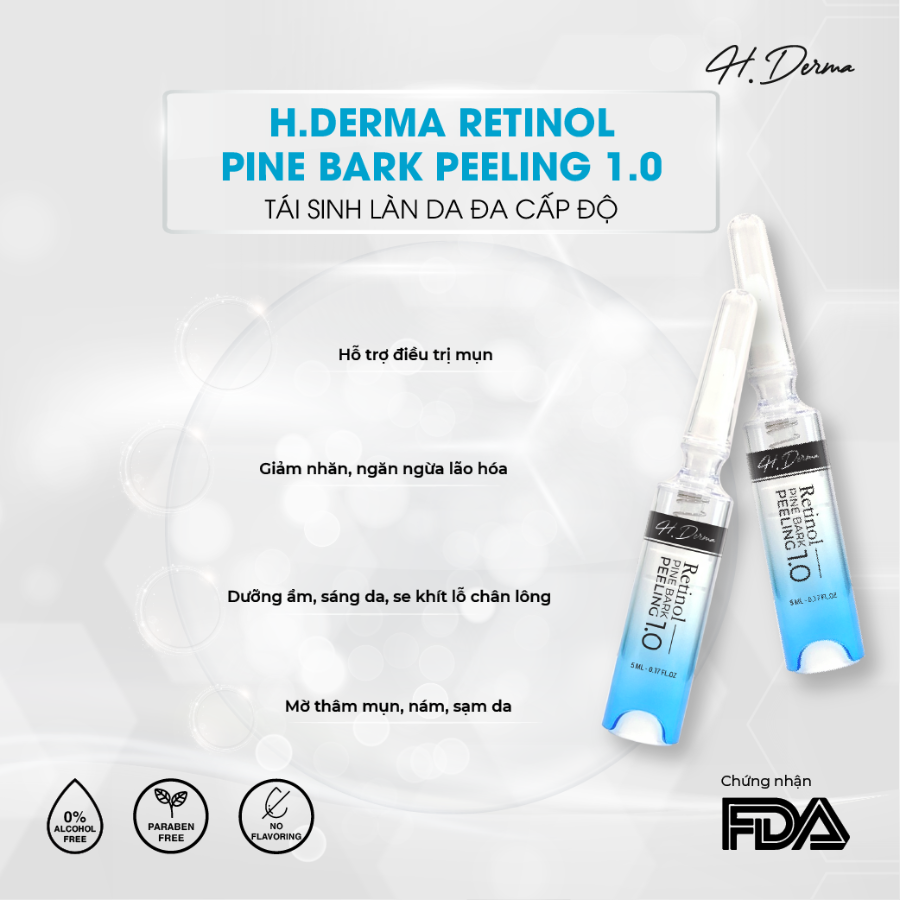 H. Derma
H.DERMA RETINOL
PINE BARK PEELING 1.0
TÁI SINH LÀN DA ĐA CẤP ĐỘ
Hỗ trợ điều trị mụn
Giảm nhăn, ngăn ngừa lão hóa
Dưỡng ẩm, sáng da, se khít lỗ chân lông
Mờ thâm mụn, nám, sạm da
H. Derma
Retinol
PINE BARK
PEELING 1.0
5 ML - 0.17 FL.OZ
H. Derma
Retinol
PINE BARK
PEELING 1.0
5 ML - 0.17 FL.OZ
0%
ALCOHOL
FREE
PARABEN
FREE
NO
FLAVORING
Chứng nhận
FDA